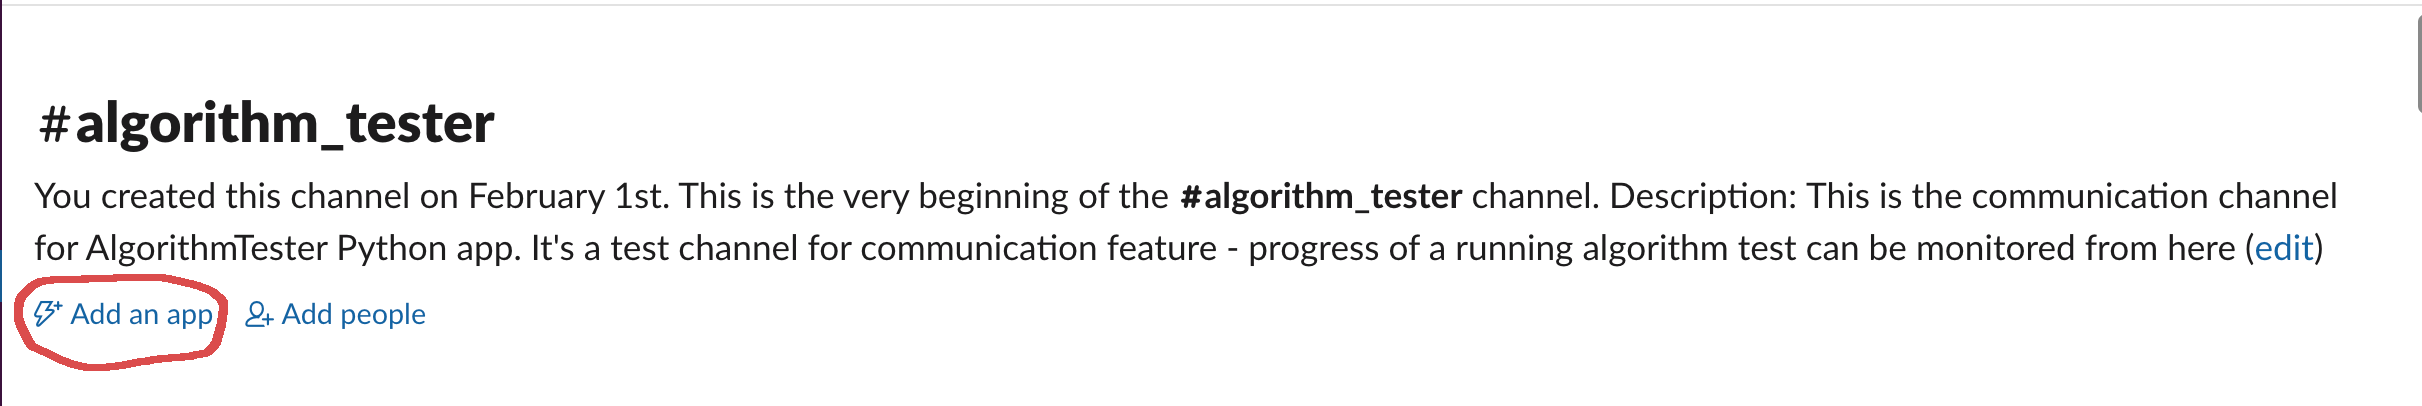 #algorithm_tester
You created this channel on February 1st. This is the very beginning of the #algorithm_tester channel. Description: This is the communication channel
for AlgorithmTester Python app. It's a test channel for communication feature - progress of a running algorithm test can be monitored from here (edit)
Add an app Add people